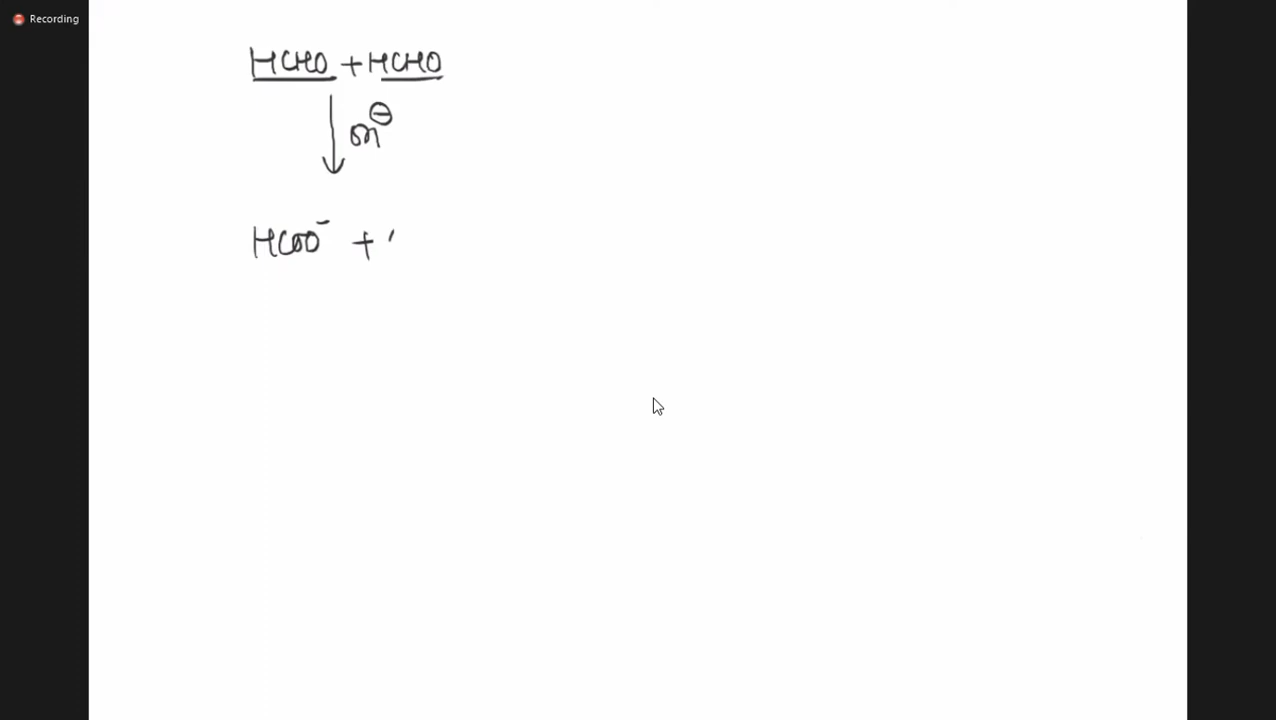 Recording
HCHO + HCHO
OH⊖
HCOO⁻ +